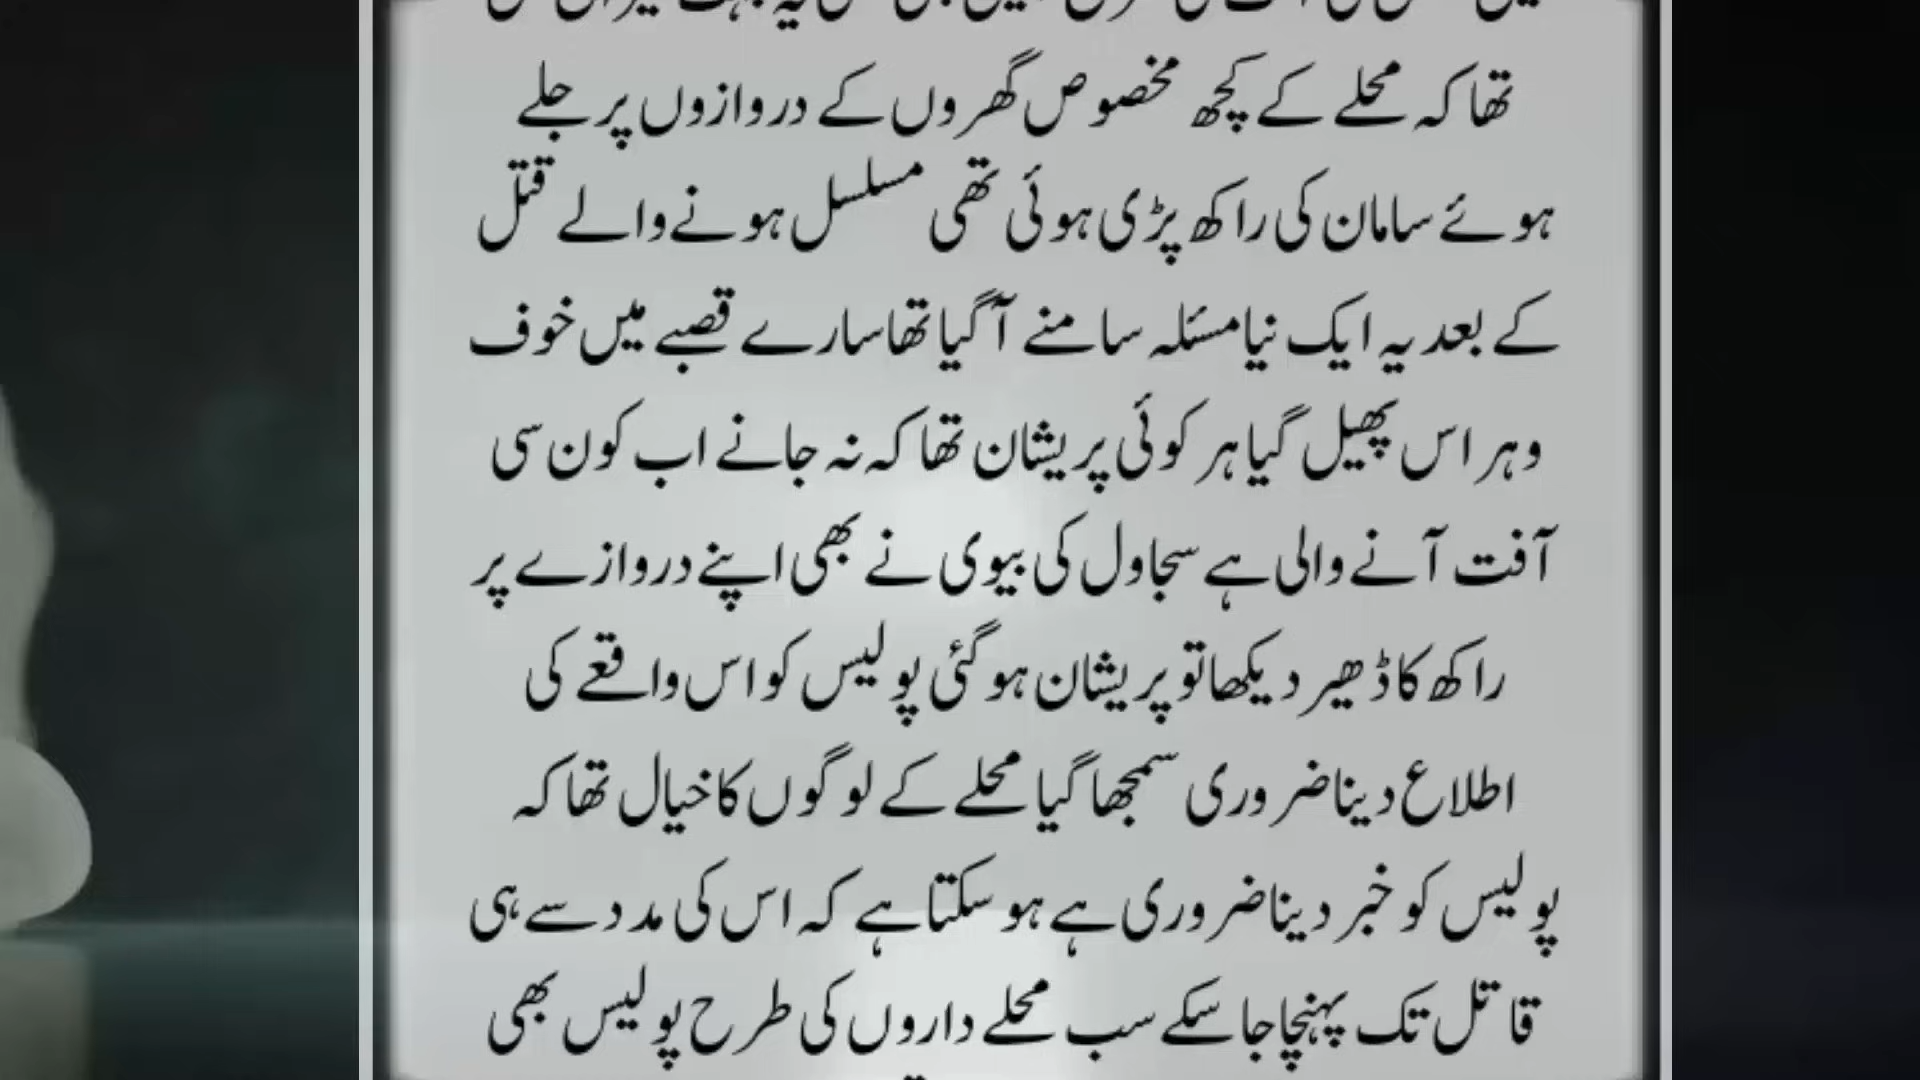 تھا کہ محلے کے کچھ مخصوص گھروں کے دروازوں پر جلے
ہوئے سامان کی راکھ پڑی ہوئی تھی مسلسل ہونے والے قتل
کے بعد یہ ایک نیا مسئلہ سامنے آگیا تھا سارے قصبے میں خوف
وہراس پھیل گیا ہر کوئی پریشان تھا کہ نہ جانے اب کون سی
آفت آنے والی ہے سجاول کی بیوی نے بھی اپنے دروازے پر
راکھ کا ڈھیر دیکھا تو پریشان ہوگئی پولیس کو اس واقعے کی
اطلاع دینا ضروری سمجھا گیا محلے کے لوگوں کا خیال تھا کہ
پولیس کو خبر دینا ضروری ہے ہو سکتا ہے کہ اس کی مدد سے ہی
قاتل تک پہنچا جا سکے سب محلے داروں کی طرح پولیس بھی